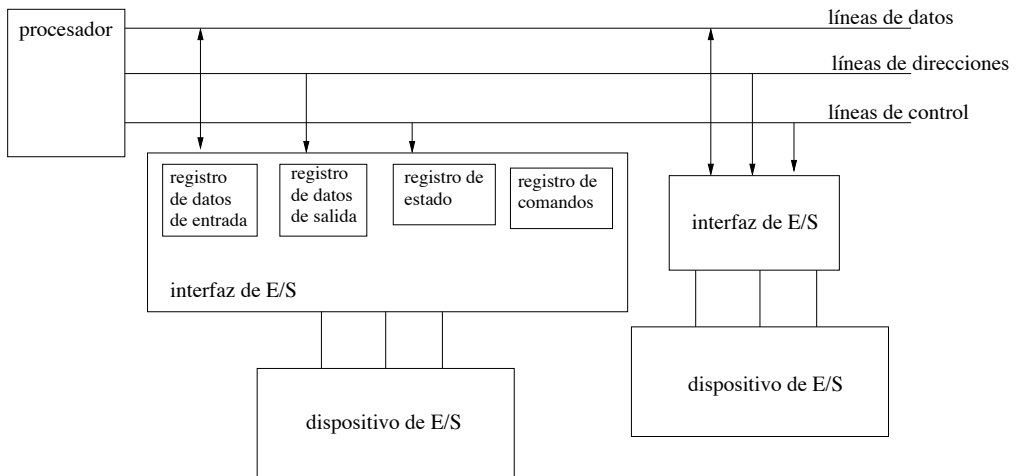 procesador
líneas de datos
líneas de direcciones
líneas de control
registro
de datos
de entrada
registro
de datos
de salida
registro de
estado
registro de
comandos
interfaz de E/S
interfaz de E/S
dispositivo de E/S
dispositivo de E/S